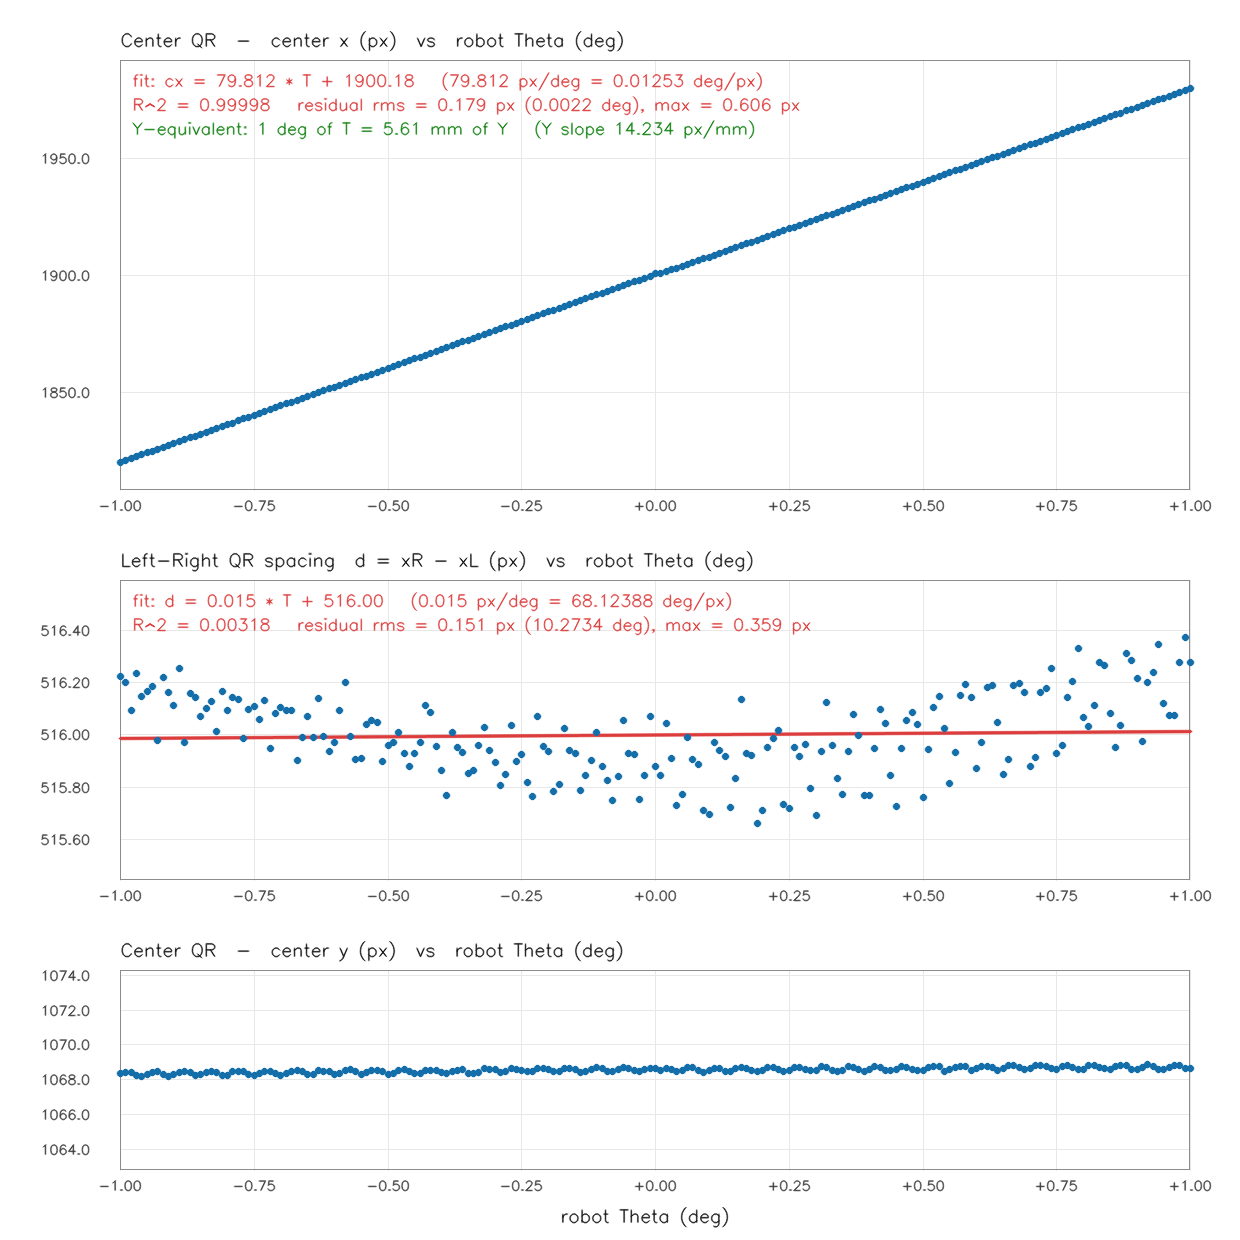 Center QR − center x (px) vs robot Theta (deg)
fit: cx = 79.812 * T + 1900.18 (79.812 px/deg = 0.01253 deg/px)
R^2 = 0.99998 residual rms = 0.179 px (0.0022 deg), max = 0.606 px
Y-equivalent: 1 deg of T = 5.61 mm of Y (Y slope 14.234 px/mm)
1950.0
1900.0
1850.0
−1.00 −0.75 −0.50 −0.25 +0.00 +0.25 +0.50 +0.75 +1.00
Left−Right QR spacing d = xR − xL (px) vs robot Theta (deg)
fit: d = 0.015 * T + 516.00 (0.015 px/deg = 68.12388 deg/px)
R^2 = 0.00318 residual rms = 0.151 px (10.2734 deg), max = 0.359 px
516.40
516.20
516.00
515.80
515.60
−1.00 −0.75 −0.50 −0.25 +0.00 +0.25 +0.50 +0.75 +1.00
Center QR − center y (px) vs robot Theta (deg)
1074.0
1072.0
1070.0
1068.0
1066.0
1064.0
−1.00 −0.75 −0.50 −0.25 +0.00 +0.25 +0.50 +0.75 +1.00
robot Theta (deg)